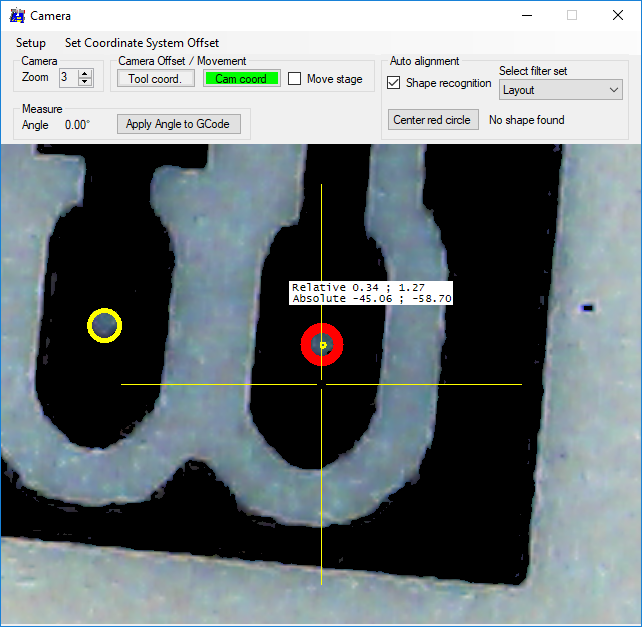 Camera
Setup Set Coordinate System Offset
Camera
Zoom 3
Camera Offset / Movement
Tool coord. Cam coord Move stage
Auto alignment
Shape recognition
Select filter set
Layout
Center red circle No shape found
Measure
Angle 0.00° Apply Angle to GCode
Relative 0.34 ; 1.27
Absolute -45.06 ; -58.70